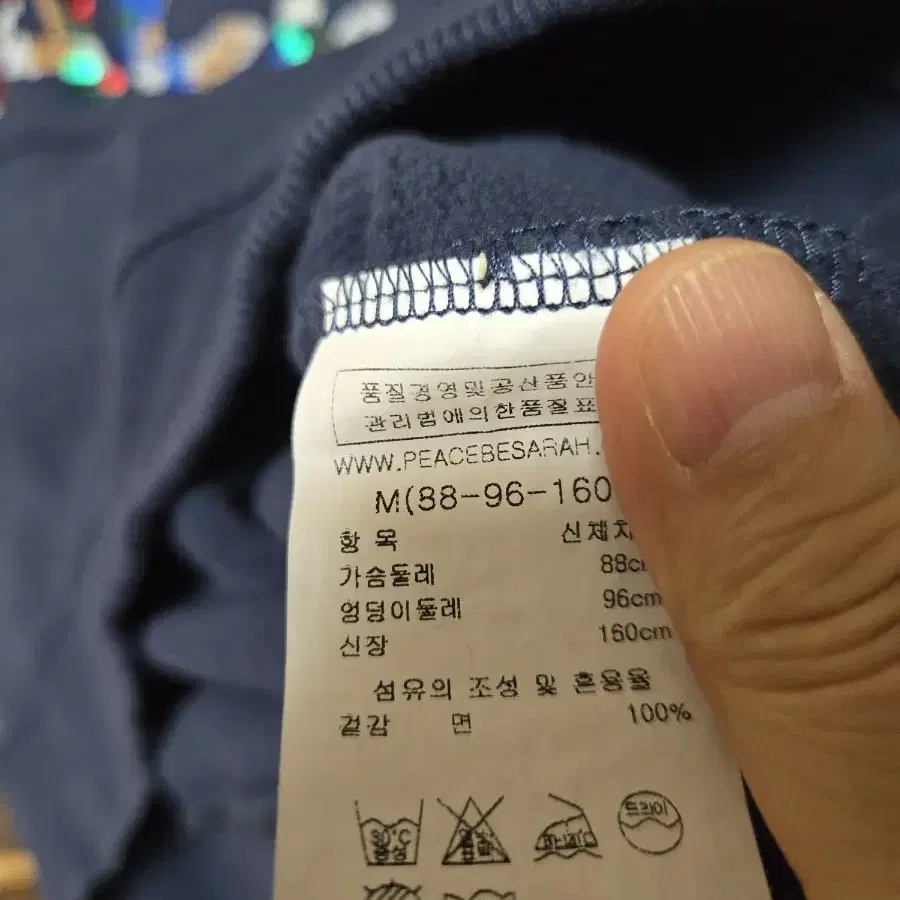 품질경영및공산품안
관리법에의한품질표
WWW.PEACEBESARAH.
M(88-96-160
항 목 신체치
가슴둘레 88c
엉덩이둘레 96cm
신장 160cm
섬유의 조성 및 혼용율
겉감 면 100%
30°C 중성 드라이